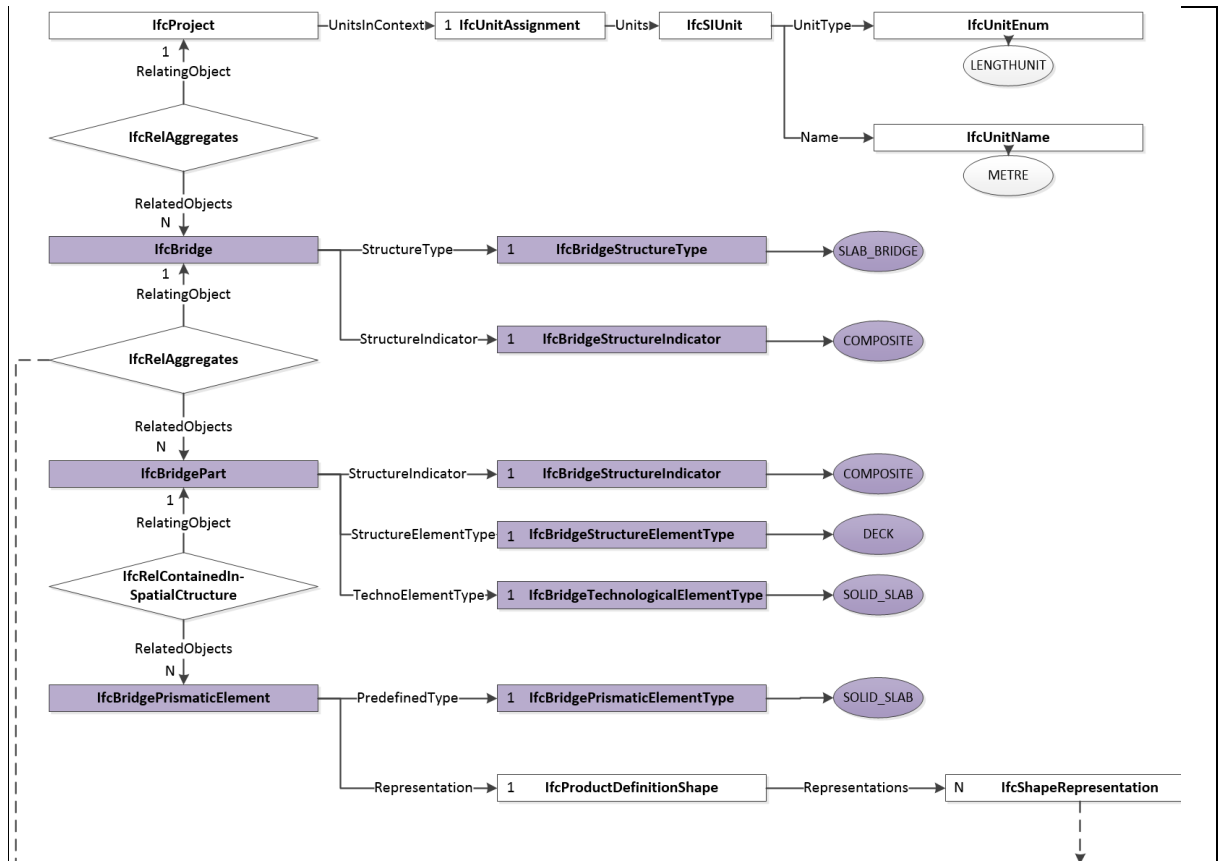 IfcProject
UnitsInContext
1 IfcUnitAssignment
Units
IfcSIUnit
UnitType
IfcUnitEnum
LENGTHUNIT
1
RelatingObject
IfcRelAggregates
Name
IfcUnitName
METRE
RelatedObjects
N
IfcBridge
StructureType
1 IfcBridgeStructureType
SLAB_BRIDGE
1
RelatingObject
StructureIndicator
1 IfcBridgeStructureIndicator
COMPOSITE
IfcRelAggregates
RelatedObjects
N
IfcBridgePart
StructureIndicator
1 IfcBridgeStructureIndicator
COMPOSITE
1
RelatingObject
StructureElementType
1 IfcBridgeStructureElementType
DECK
IfcRelContainedIn-
SpatialCtructure
TechnoElementType
1 IfcBridgeTechnologicalElementType
SOLID_SLAB
RelatedObjects
N
IfcBridgePrismaticElement
PredefinedType
1 IfcBridgePrismaticElementType
SOLID_SLAB
Representation
1 IfcProductDefinitionShape
Representations
N IfcShapeRepresentation